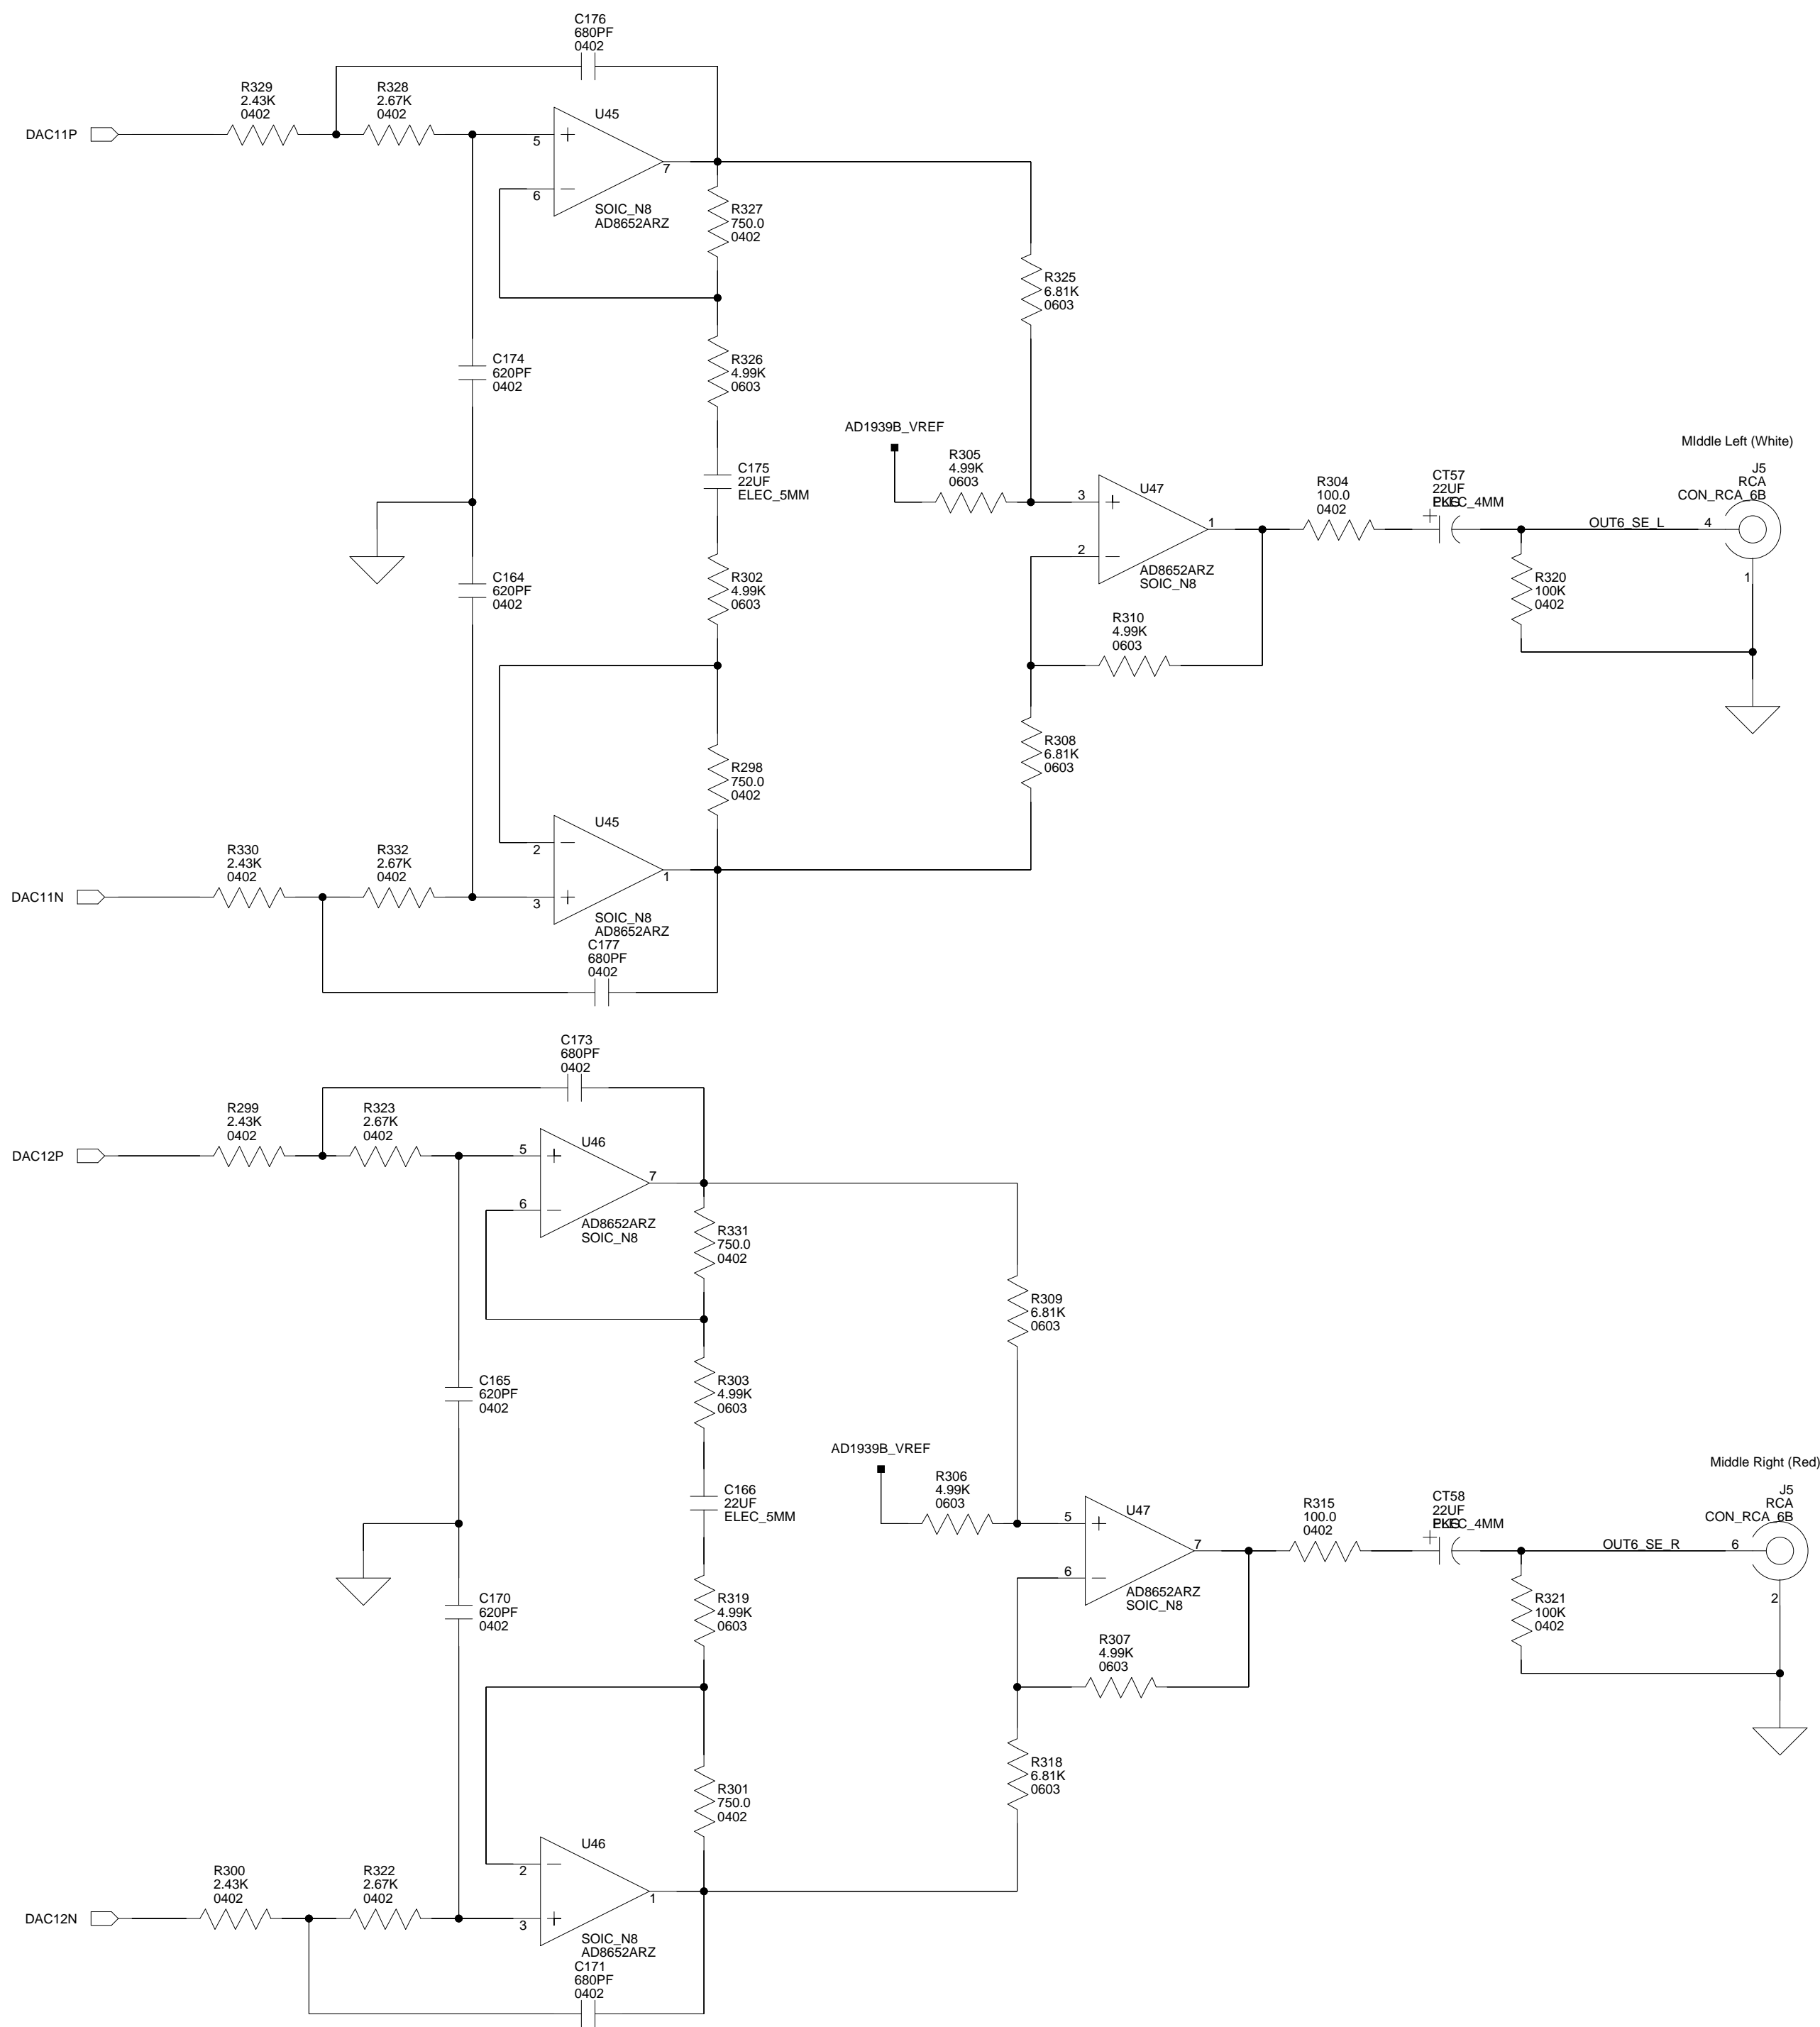 C176
680PF
0402
R329
2.43K
0402
R328
2.67K
0402
U45
DAC11P
5
7
6
SOIC_N8
AD8652ARZ
R327
750.0
0402
R325
6.81K
0603
C174
620PF
0402
R326
4.99K
0603
AD1939B_VREF
R305
4.99K
0603
C175
22UF
ELEC_5MM
MIddle Left (White)
J5
RCA
CON_RCA_6B
U47
3
1
2
AD8652ARZ
SOIC_N8
R304
100.0
0402
CT57
22UF
ELEC_4MM
OUT6_SE_L
4
1
R320
100K
0402
C164
620PF
0402
R302
4.99K
0603
R310
4.99K
0603
R308
6.81K
0603
R298
750.0
0402
U45
2
1
3
R330
2.43K
0402
R332
2.67K
0402
DAC11N
SOIC_N8
AD8652ARZ
C177
680PF
0402
C173
680PF
0402
R299
2.43K
0402
R323
2.67K
0402
U46
DAC12P
5
7
6
AD8652ARZ
SOIC_N8
R331
750.0
0402
R309
6.81K
0603
C165
620PF
0402
R303
4.99K
0603
AD1939B_VREF
R306
4.99K
0603
C166
22UF
ELEC_5MM
Middle Right (Red)
J5
RCA
CON_RCA_6B
U47
5
7
6
AD8652ARZ
SOIC_N8
R315
100.0
0402
CT58
22UF
ELEC_4MM
OUT6_SE_R
6
2
R321
100K
0402
C170
620PF
0402
R319
4.99K
0603
R307
4.99K
0603
R318
6.81K
0603
R301
750.0
0402
U46
2
1
3
R300
2.43K
0402
R322
2.67K
0402
DAC12N
SOIC_N8
AD8652ARZ
C171
680PF
0402